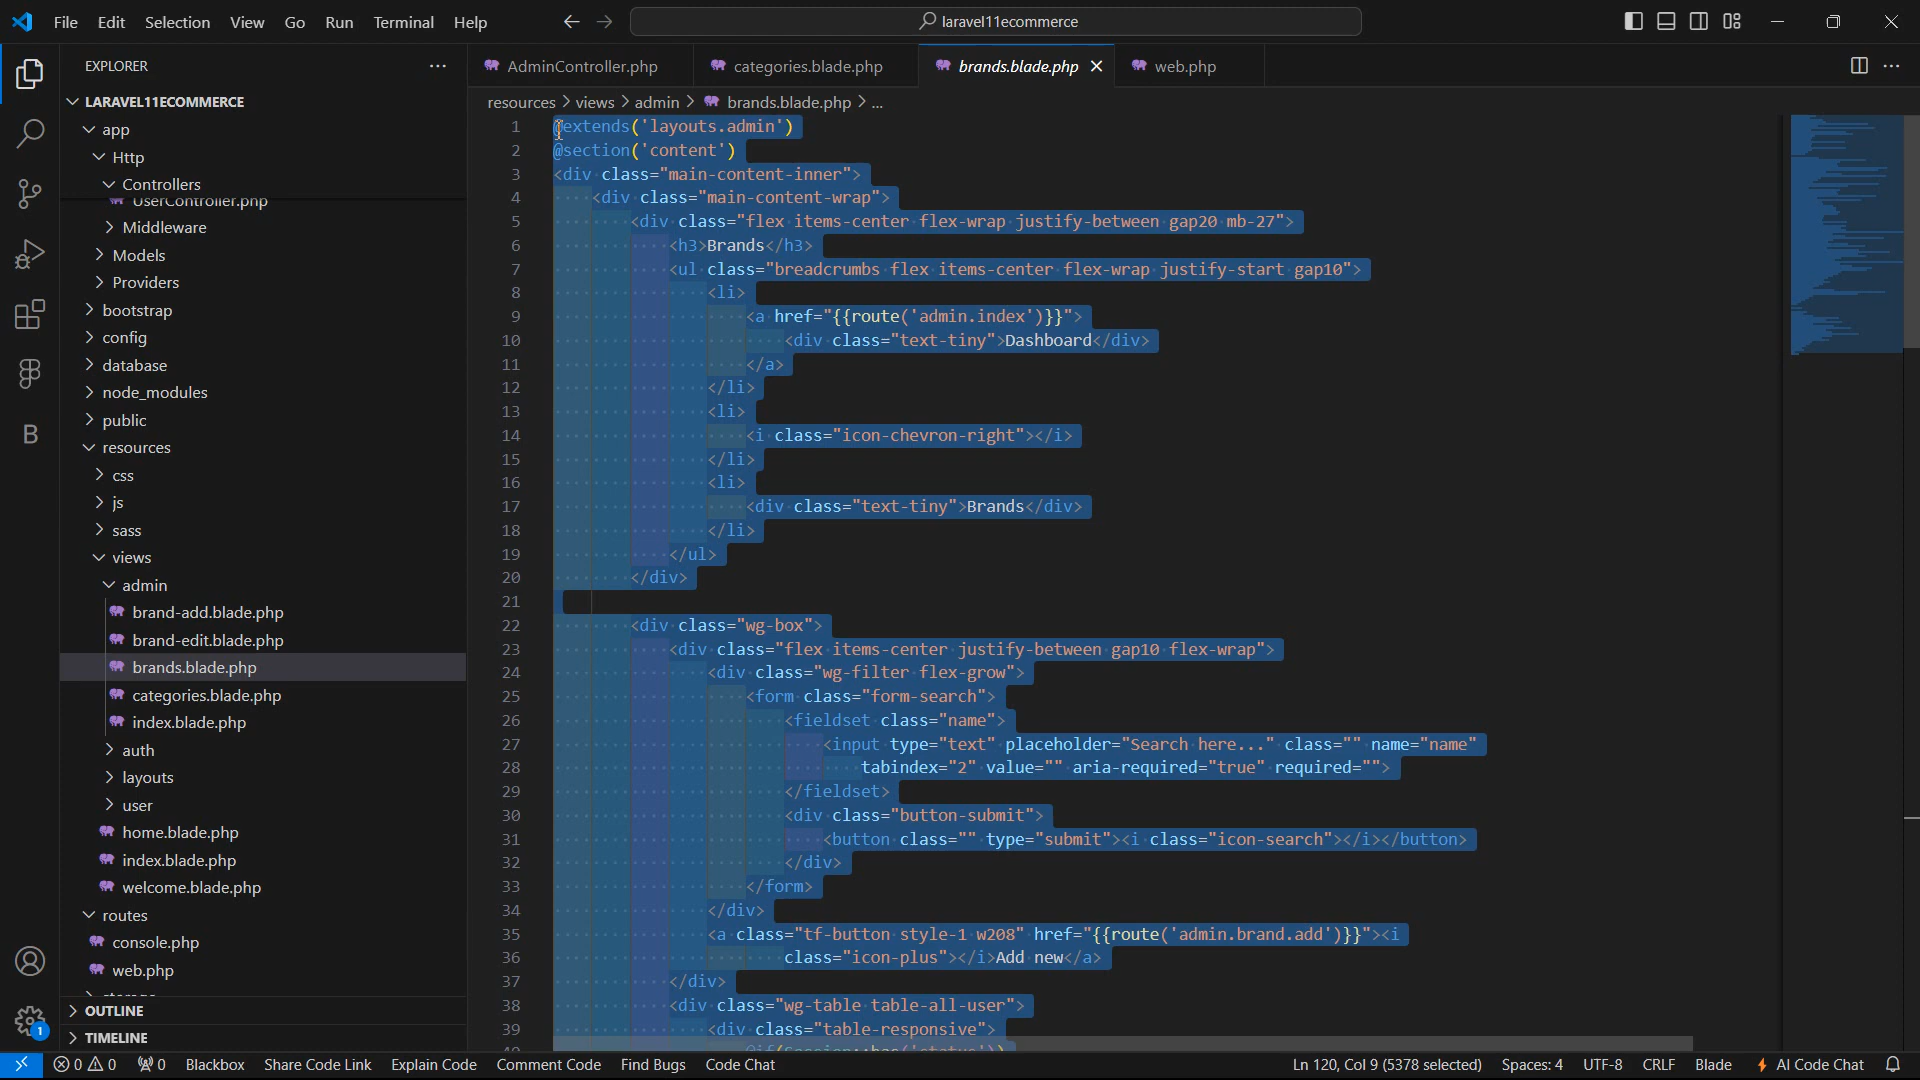 File Edit Selection View Go Run Terminal Help
laravel11ecommerce
EXPLORER
LARAVEL11ECOMMERCE
app
Http
Controllers
UserController.php
Middleware
Models
Providers
bootstrap
config
database
node_modules
public
resources
css
js
sass
views
admin
brand-add.blade.php
brand-edit.blade.php
brands.blade.php
categories.blade.php
index.blade.php
auth
layouts
user
home.blade.php
index.blade.php
welcome.blade.php
routes
console.php
web.php
OUTLINE
TIMELINE
AdminController.php categories.blade.php brands.blade.php web.php
resources > views > admin > brands.blade.php > ...
1 @extends('layouts.admin')
2 @section('content')
3 <div class="main-content-inner">
4 <div class="main-content-wrap">
5 <div class="flex items-center flex-wrap justify-between gap20 mb-27">
6 <h3>Brands</h3>
7 <ul class="breadcrumbs flex items-center flex-wrap justify-start gap10">
8 <li>
9 <a href="{{route('admin.index')}}">
10 <div class="text-tiny">Dashboard</div>
11 </a>
12 </li>
13 <li>
14 <i class="icon-chevron-right"></i>
15 </li>
16 <li>
17 <div class="text-tiny">Brands</div>
18 </li>
19 </ul>
20 </div>
21
22 <div class="wg-box">
23 <div class="flex items-center justify-between gap10 flex-wrap">
24 <div class="wg-filter flex-grow">
25 <form class="form-search">
26 <fieldset class="name">
27 <input type="text" placeholder="Search here..." class="" name="name"
28 tabindex="2" value="" aria-required="true" required="">
29 </fieldset>
30 <div class="button-submit">
31 <button class="" type="submit"><i class="icon-search"></i></button>
32 </div>
33 </form>
34 </div>
35 <a class="tf-button style-1 w208" href="{{route('admin.brand.add')}}"><i
36 class="icon-plus"></i>Add new</a>
37 </div>
38 <div class="wg-table table-all-user">
39 <div class="table-responsive">
40 @if(Session::has('status'))
0 0 0 Blackbox Share Code Link Explain Code Comment Code Find Bugs Code Chat Ln 120, Col 9 (5378 selected) Spaces: 4 UTF-8 CRLF Blade AI Code Chat
B
1